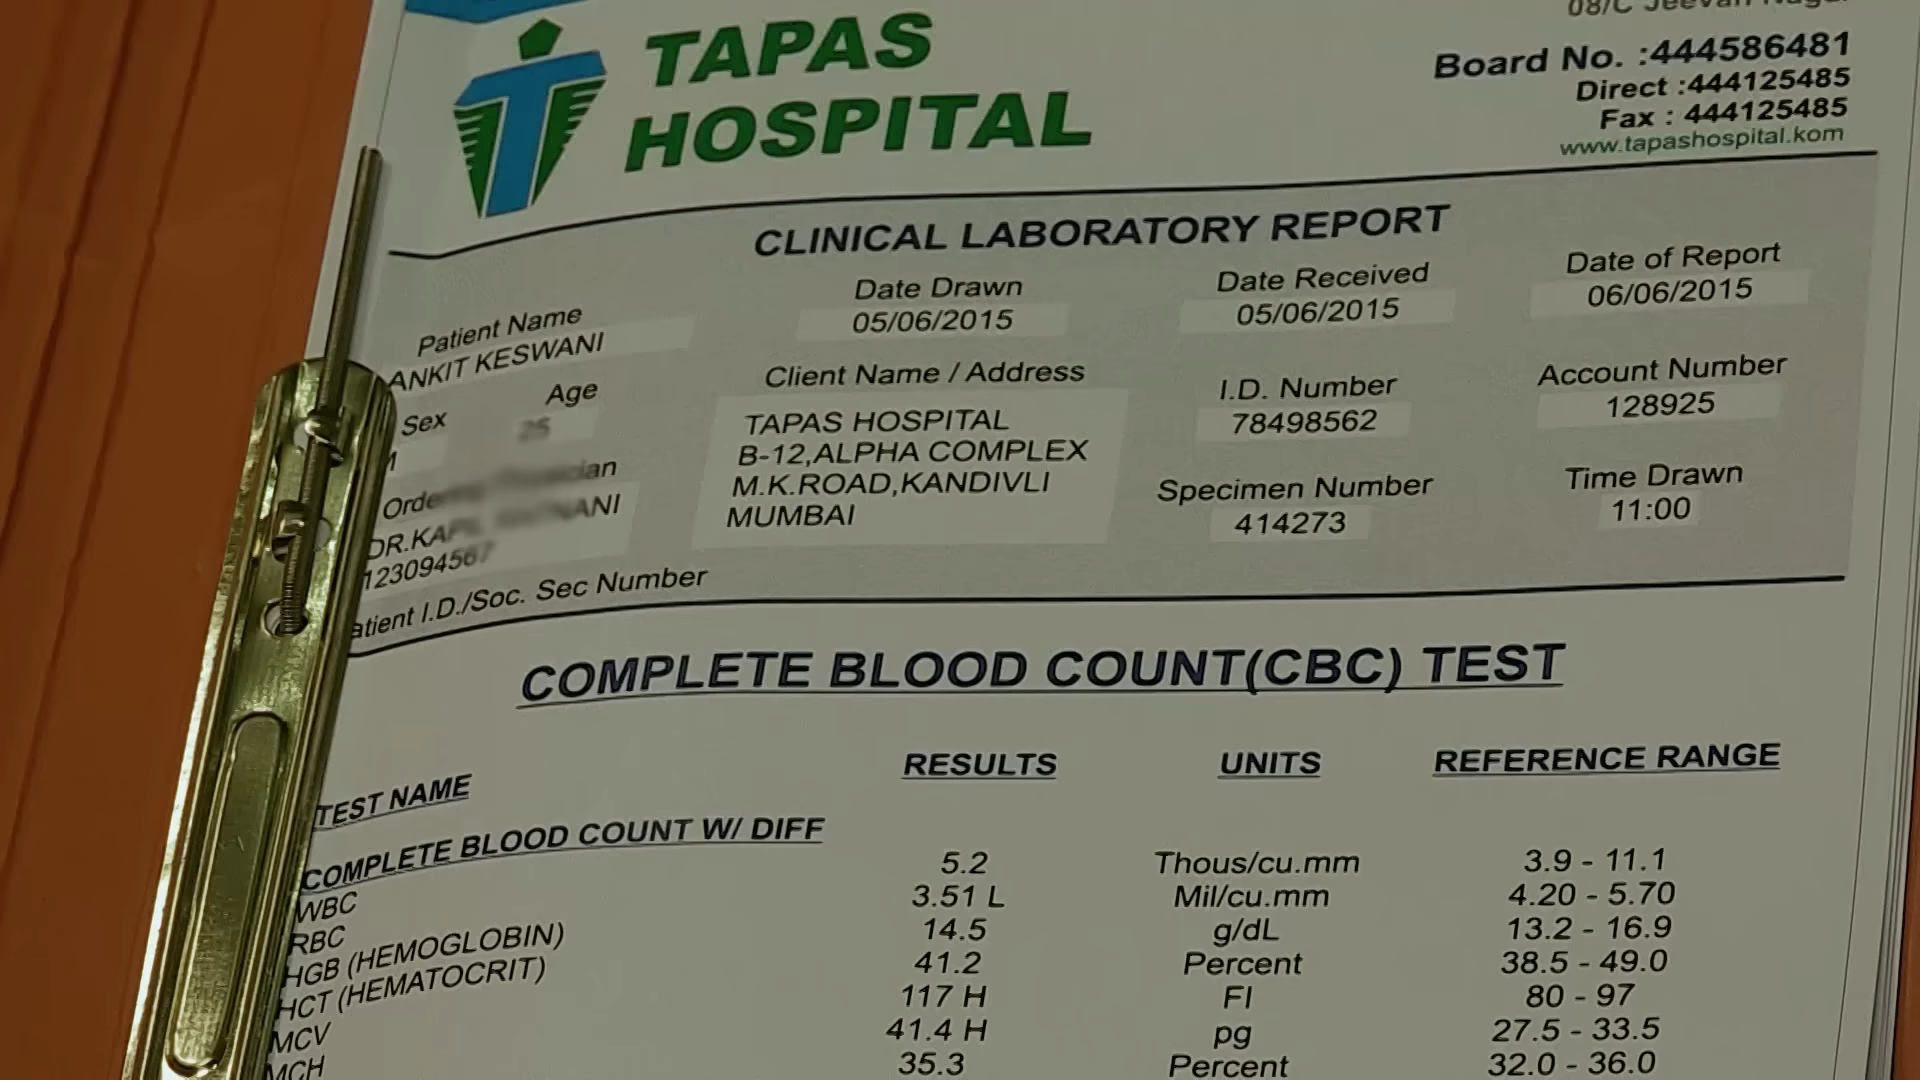 TAPAS
HOSPITAL
Board No. :444586481
Direct :444125485
Fax : 444125485
www.tapashospital.kom
CLINICAL LABORATORY REPORT
Patient Name
ANKIT KESWANI
Date Drawn
05/06/2015
Date Received
05/06/2015
Date of Report
06/06/2015
Sex Age
25
Client Name / Address
TAPAS HOSPITAL
B-12,ALPHA COMPLEX
M.K.ROAD,KANDIVLI
MUMBAI
I.D. Number
78498562
Account Number
128925
DR.KAPIL
123094567
Specimen Number
414273
Time Drawn
11:00
I.D./Soc. Sec Number
COMPLETE BLOOD COUNT(CBC) TEST
TEST NAME RESULTS UNITS REFERENCE RANGE
COMPLETE BLOOD COUNT W/ DIFF
WBC 5.2 Thous/cu.mm 3.9 - 11.1
RBC 3.51 L Mil/cu.mm 4.20 - 5.70
HGB (HEMOGLOBIN) 14.5 g/dL 13.2 - 16.9
HCT (HEMATOCRIT) 41.2 Percent 38.5 - 49.0
MCV 117 H Fl 80 - 97
MCH 41.4 H pg 27.5 - 33.5
35.3 Percent 32.0 - 36.0